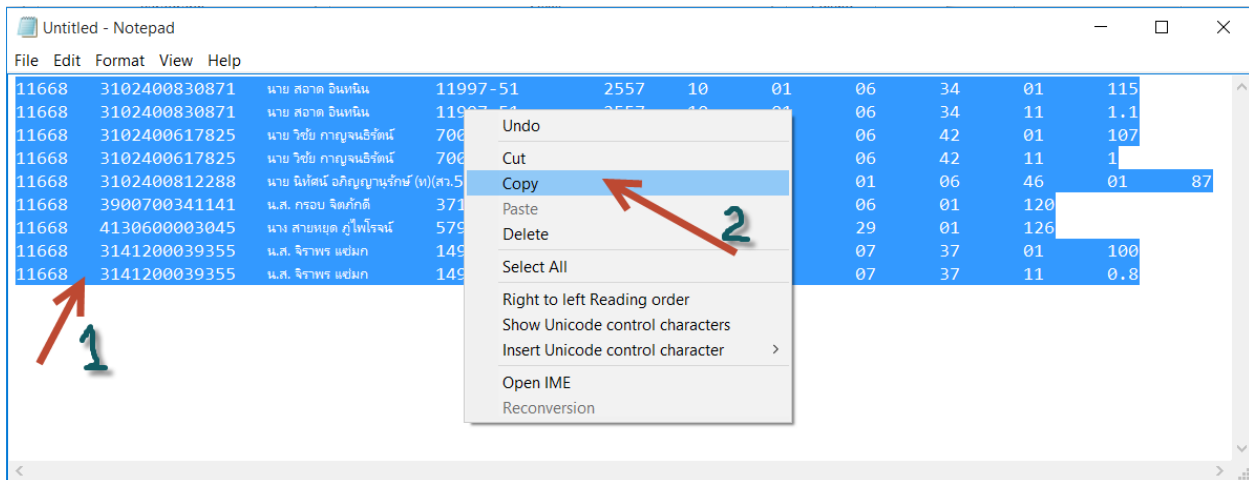 Untitled - Notepad
File Edit Format View Help
11668 3102400830871 นาย สอาด อินทนิน 11997-51 2557 10 01 06 34 01 115
11668 3102400830871 นาย สอาด อินทนิน 06 34 11 1.1
11668 3102400617825 นาย วิชัย กาญจนธิรัตน์ 700 06 42 01 107
11668 3102400617825 นาย วิชัย กาญจนธิรัตน์ 700 06 42 11 1
11668 3102400812288 นาย นิทัศน์ อภิญญานุรักษ์ (ท)(สว.5 01 06 46 01 87
11668 3900700341141 น.ส. กรอบ จิตภักดี 371 06 01 120
11668 4130600003045 นาง สายหยุด ภู่ไพโรจน์ 579 29 01 126
11668 3141200039355 น.ส. จิราพร แซ่มก 149 07 37 01 100
11668 3141200039355 น.ส. จิราพร แซ่มก 149 07 37 11 0.8
Undo
Cut
Copy
Paste
Delete
Select All
Right to left Reading order
Show Unicode control characters
Insert Unicode control character
Open IME
Reconversion
1
2